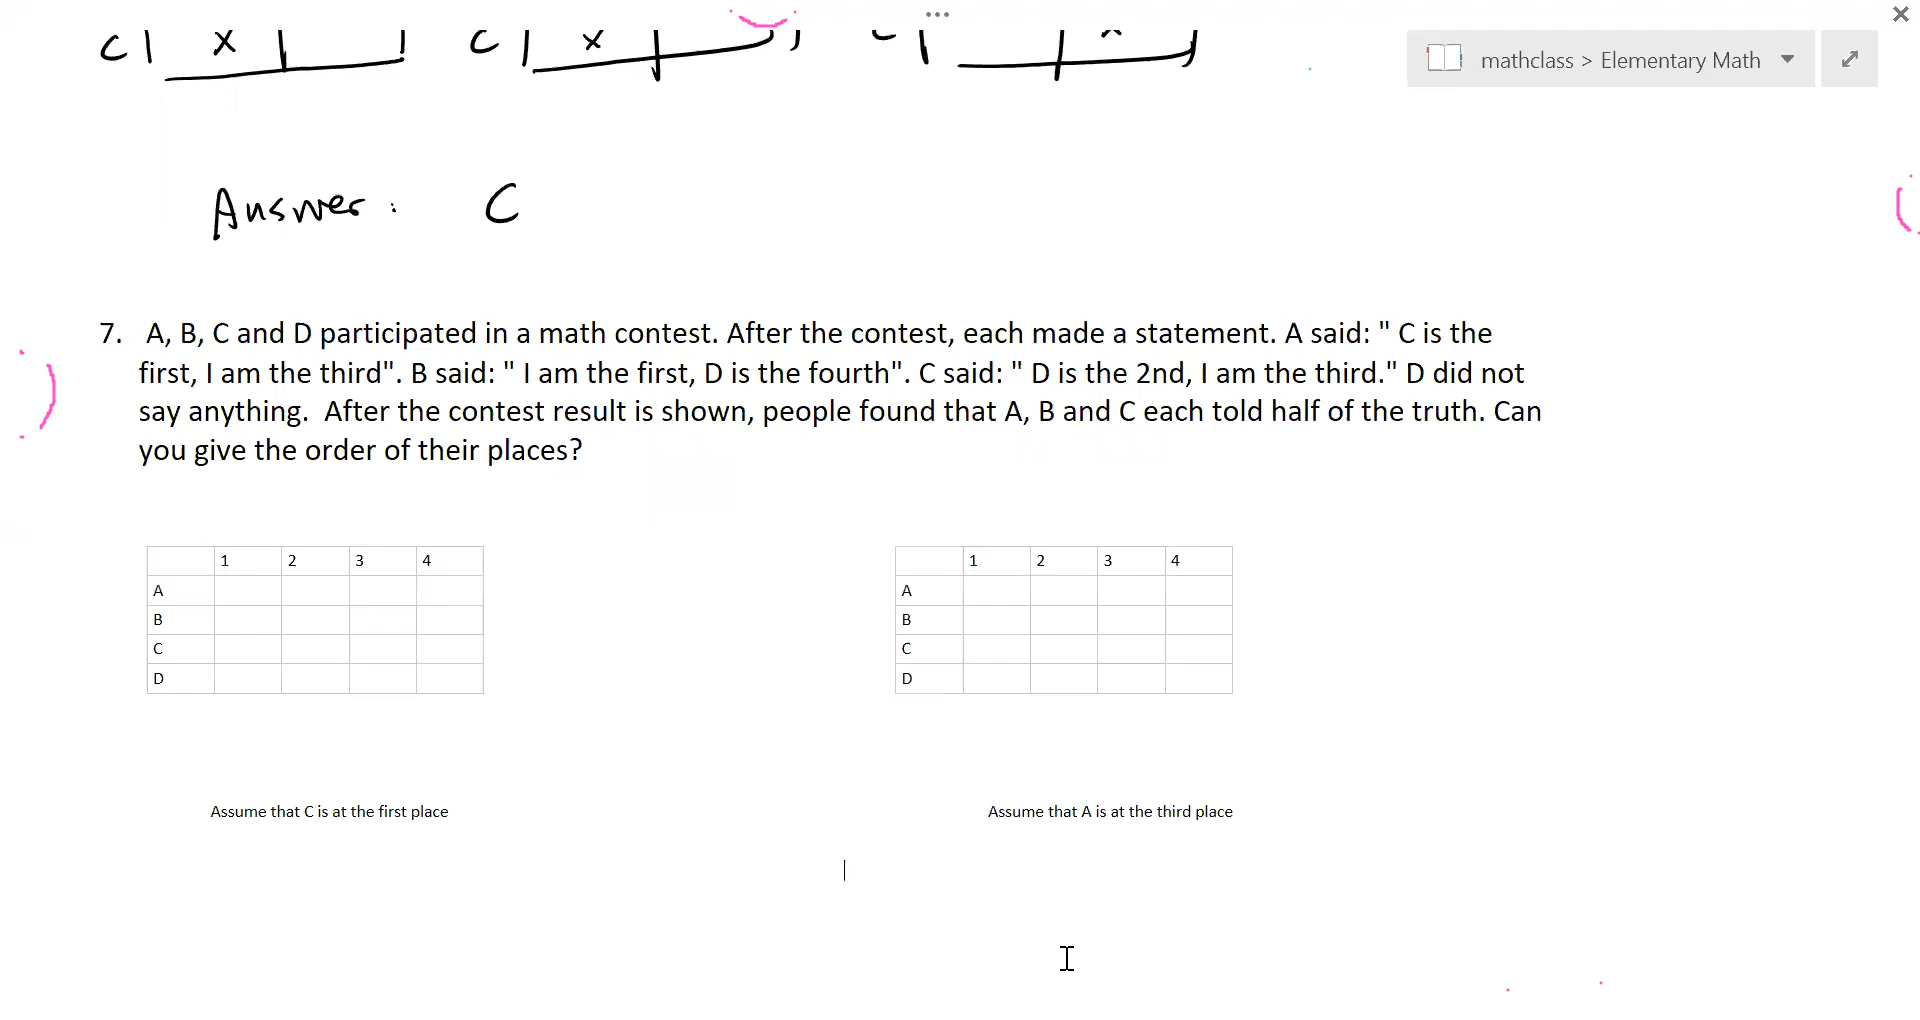 C x C x
mathclass > Elementary Math
Answer: C
7. A, B, C and D participated in a math contest. After the contest, each made a statement. A said: " C is the
first, I am the third". B said: " I am the first, D is the fourth". C said: " D is the 2nd, I am the third." D did not
say anything. After the contest result is shown, people found that A, B and C each told half of the truth. Can
you give the order of their places?
1 2 3 4
A
B
C
D
1 2 3 4
A
B
C
D
Assume that C is at the first place
Assume that A is at the third place